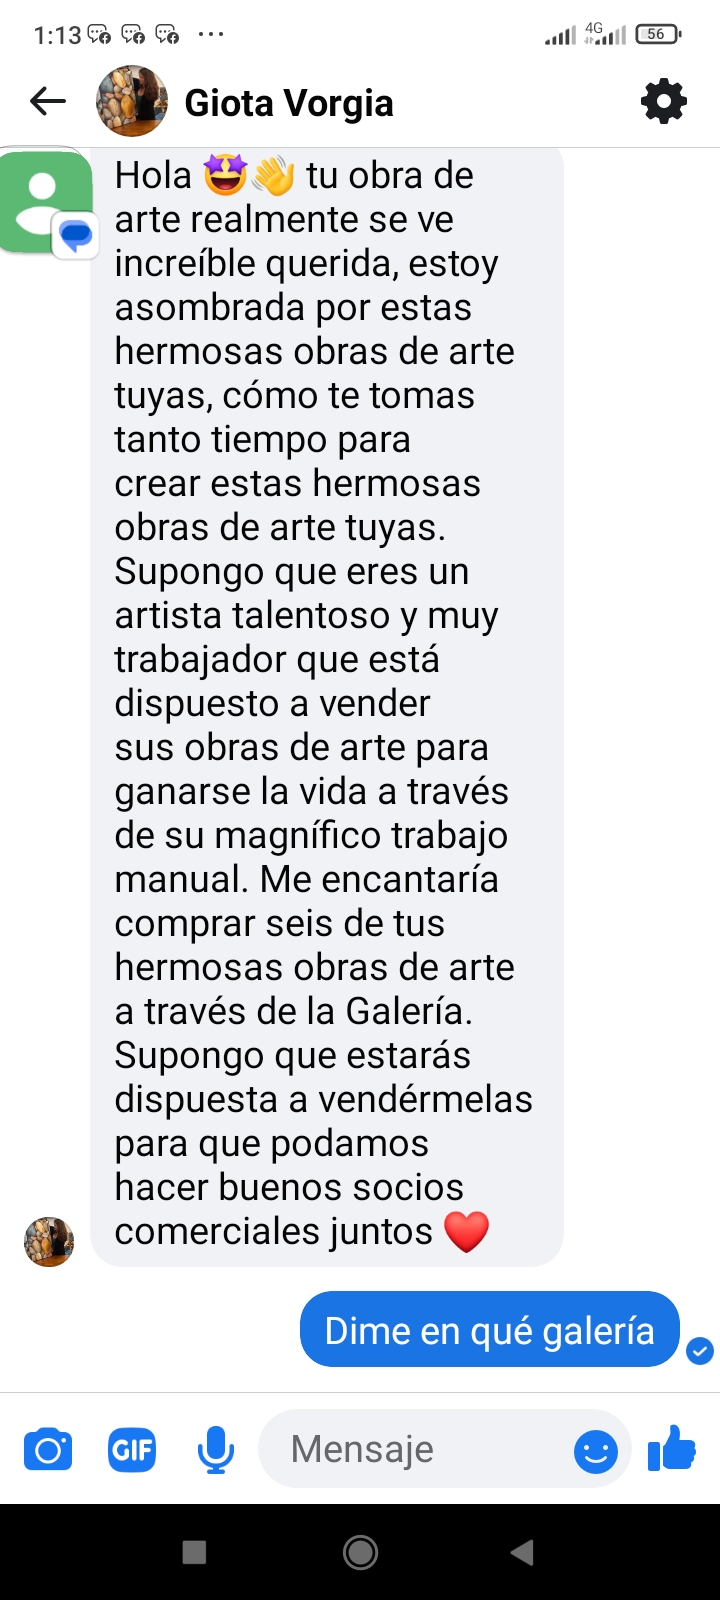 1:13 ... 4G 56
Giota Vorgia
Hola 🤩👋 tu obra de
arte realmente se ve
increíble querida, estoy
asombrada por estas
hermosas obras de arte
tuyas, cómo te tomas
tanto tiempo para
crear estas hermosas
obras de arte tuyas.
Supongo que eres un
artista talentoso y muy
trabajador que está
dispuesto a vender
sus obras de arte para
ganarse la vida a través
de su magnífico trabajo
manual. Me encantaría
comprar seis de tus
hermosas obras de arte
a través de la Galería.
Supongo que estarás
dispuesta a vendérmelas
para que podamos
hacer buenos socios
comerciales juntos ❤️
Dime en qué galería
GIF Mensaje